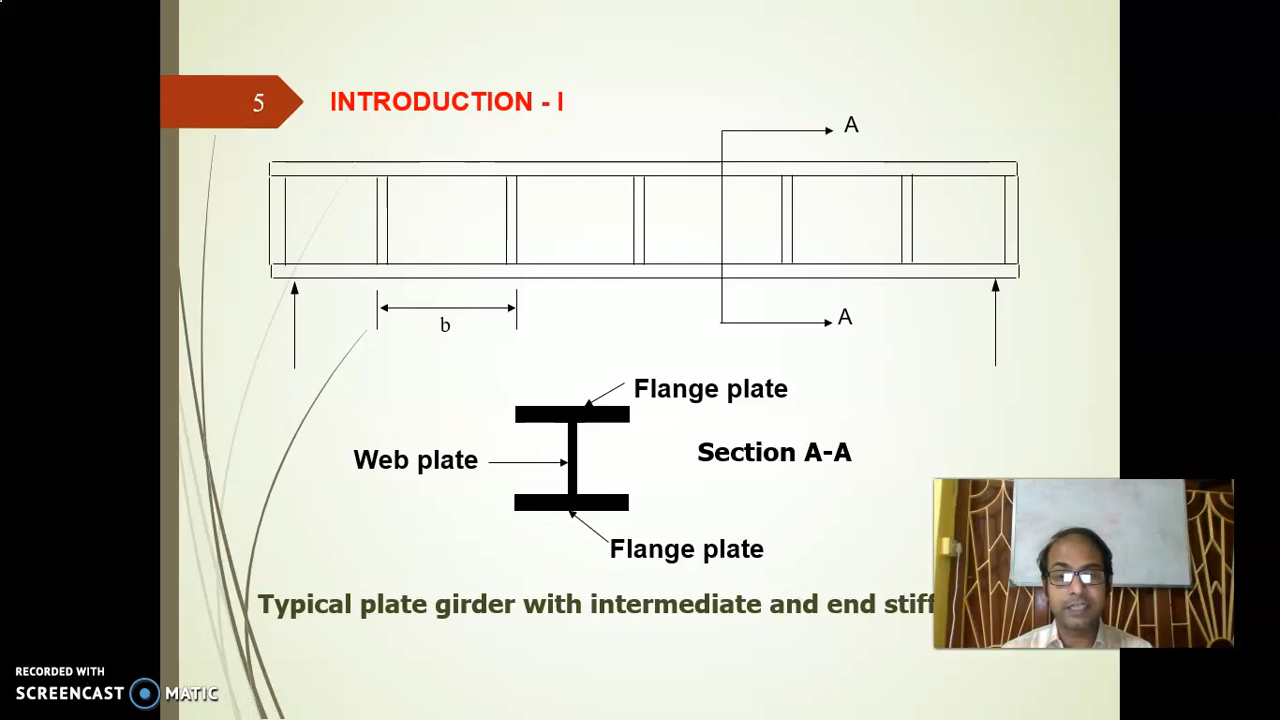 5
INTRODUCTION - I
A
b
A
Flange plate
Web plate
Section A-A
Flange plate
Typical plate girder with intermediate and end stiff
RECORDED WITH
SCREENCAST MATIC